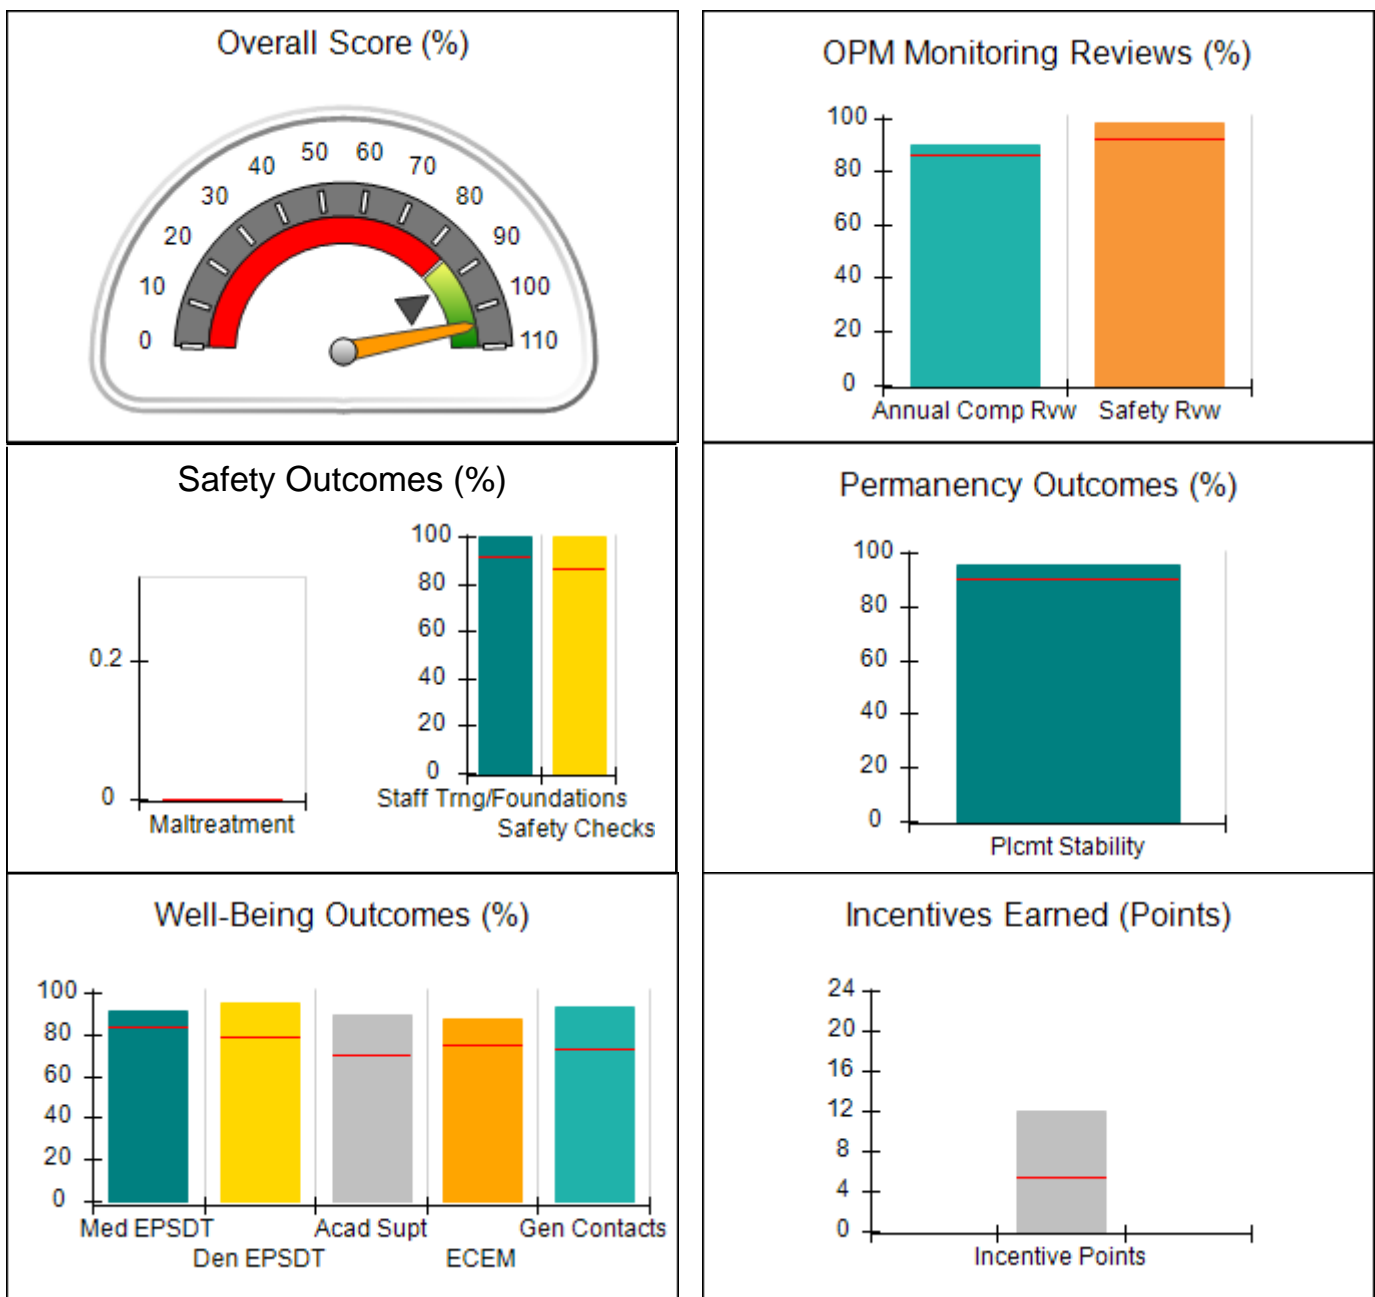 Overall Score (%)
0
10
20
30
40
50
60
70
80
90
100
110
OPM Monitoring Reviews (%)
100
80
60
40
20
0
Annual Comp Rvw
Safety Rvw
Safety Outcomes (%)
0.2
0
Maltreatment
100
80
60
40
20
0
Staff Trng/Foundations
Safety Checks
Permanency Outcomes (%)
100
80
60
40
20
0
Plcmt Stability
Well-Being Outcomes (%)
100
80
60
40
20
0
Med EPSDT
Den EPSDT
Acad Supt
ECEM
Gen Contacts
Incentives Earned (Points)
24
20
16
12
8
4
0
Incentive Points